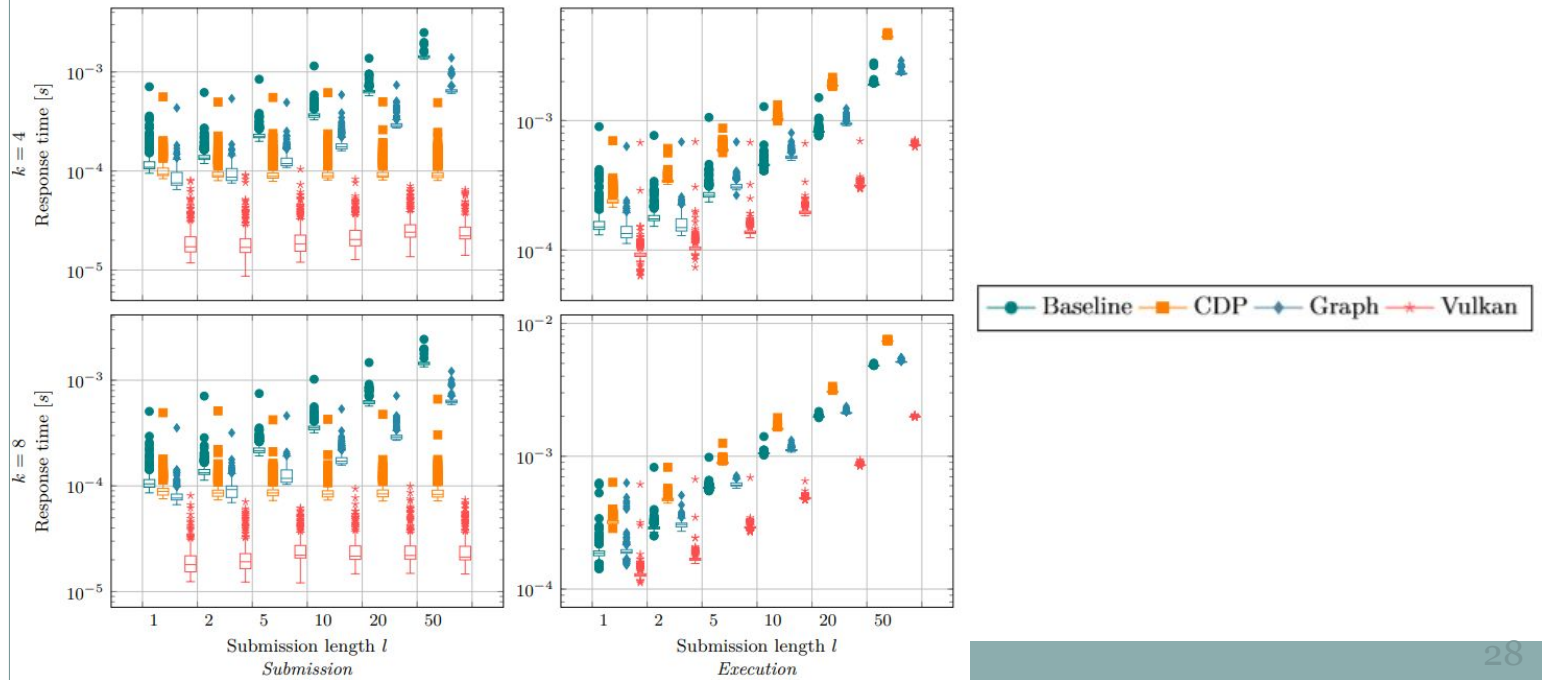 k = 4
Response time [s]
10⁻³
10⁻⁴
10⁻⁵
10⁻³
10⁻⁴
k = 8
Response time [s]
10⁻³
10⁻⁴
10⁻⁵
1 2 5 10 20 50
Submission length l
Submission
10⁻²
10⁻³
10⁻⁴
1 2 5 10 20 50
Submission length l
Execution
Baseline CDP Graph Vulkan
28